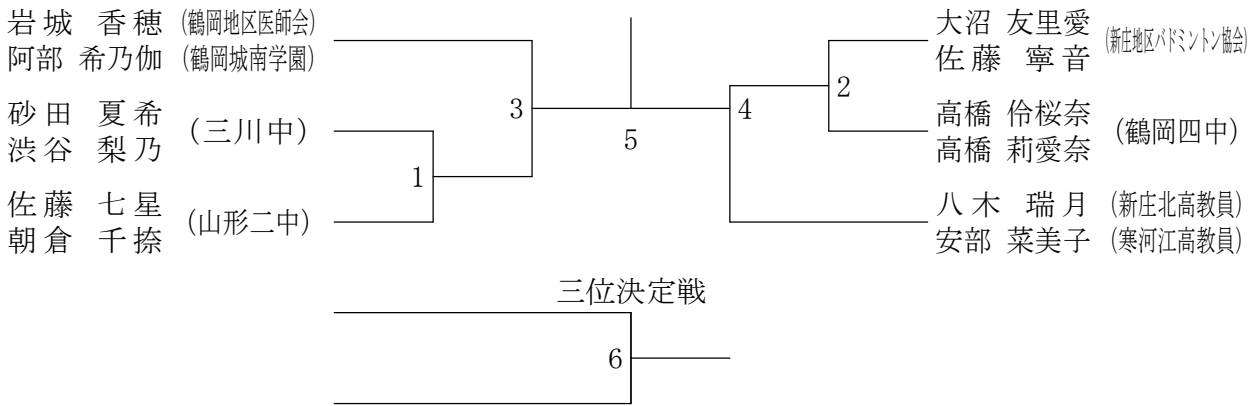 岩城 香穂 (鶴岡地区医師会)
阿部 希乃伽 (鶴岡城南学園)
砂田 夏希
渋谷 梨乃
(三川中)
佐藤 七星
朝倉 千捺
(山形二中)
1
3
5
4
2
大沼 友里愛
佐藤 寧音
(新庄地区バドミントン協会)
高橋 伶桜奈
高橋 莉愛奈
(鶴岡四中)
八木 瑞月 (新庄北高教員)
安部 菜美子 (寒河江高教員)
三位決定戦
6